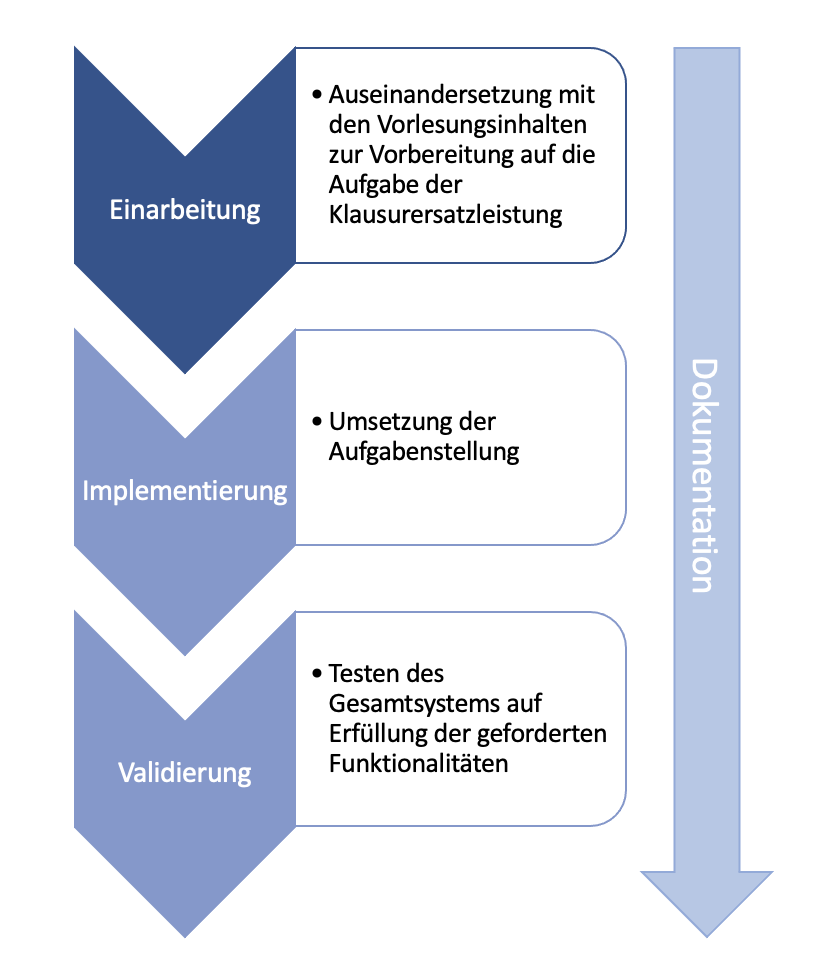 Einarbeitung
• Auseinandersetzung mit
den Vorlesungsinhalten
zur Vorbereitung auf die
Aufgabe der
Klausurersatzleistung
Implementierung
• Umsetzung der
Aufgabenstellung
Validierung
• Testen des
Gesamtsystems auf
Erfüllung der geforderten
Funktionalitäten
Dokumentation